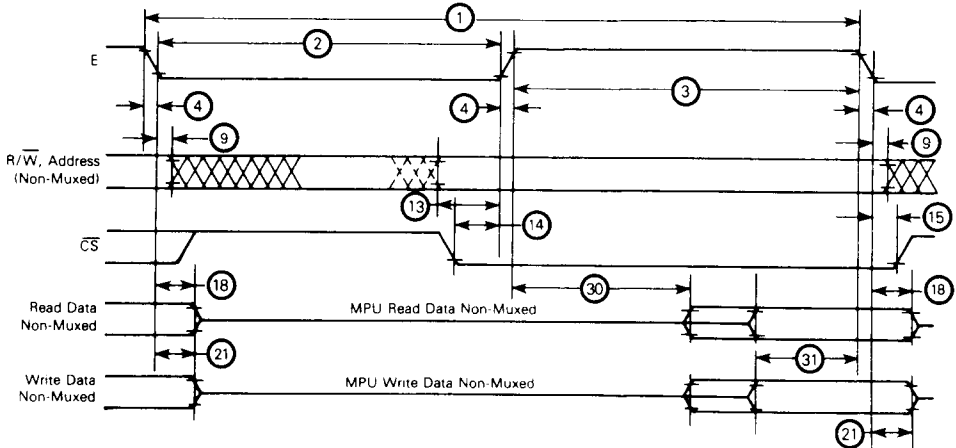 1
2
E
3
4
4
4
9
9
R/W̅, Address
(Non-Muxed)
13
14
15
C̅S̅
18
30
18
Read Data
Non-Muxed
MPU Read Data Non-Muxed
21
31
Write Data
Non-Muxed
MPU Write Data Non-Muxed
21